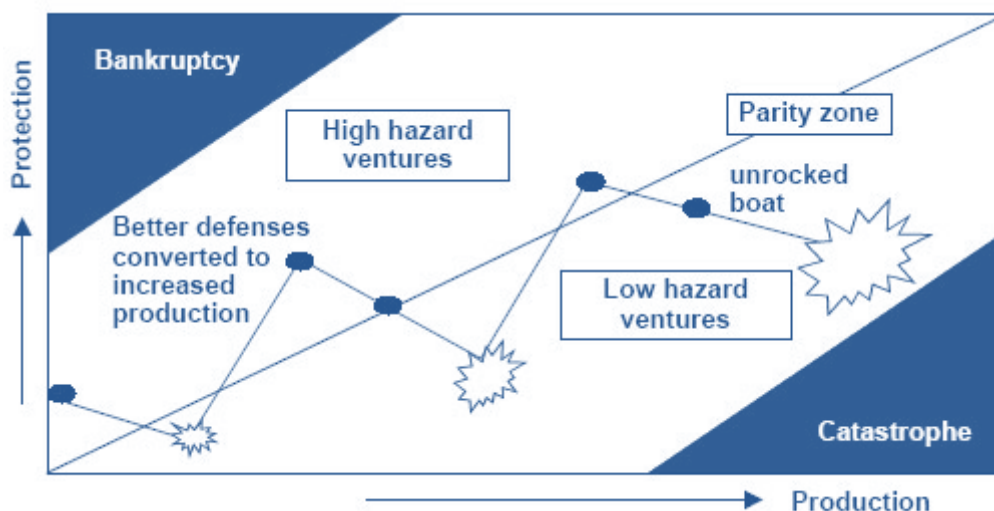 Bankruptcy
Protection
High hazard
ventures
Parity zone
unrocked
boat
Better defenses
converted to
increased
production
Low hazard
ventures
Catastrophe
Production